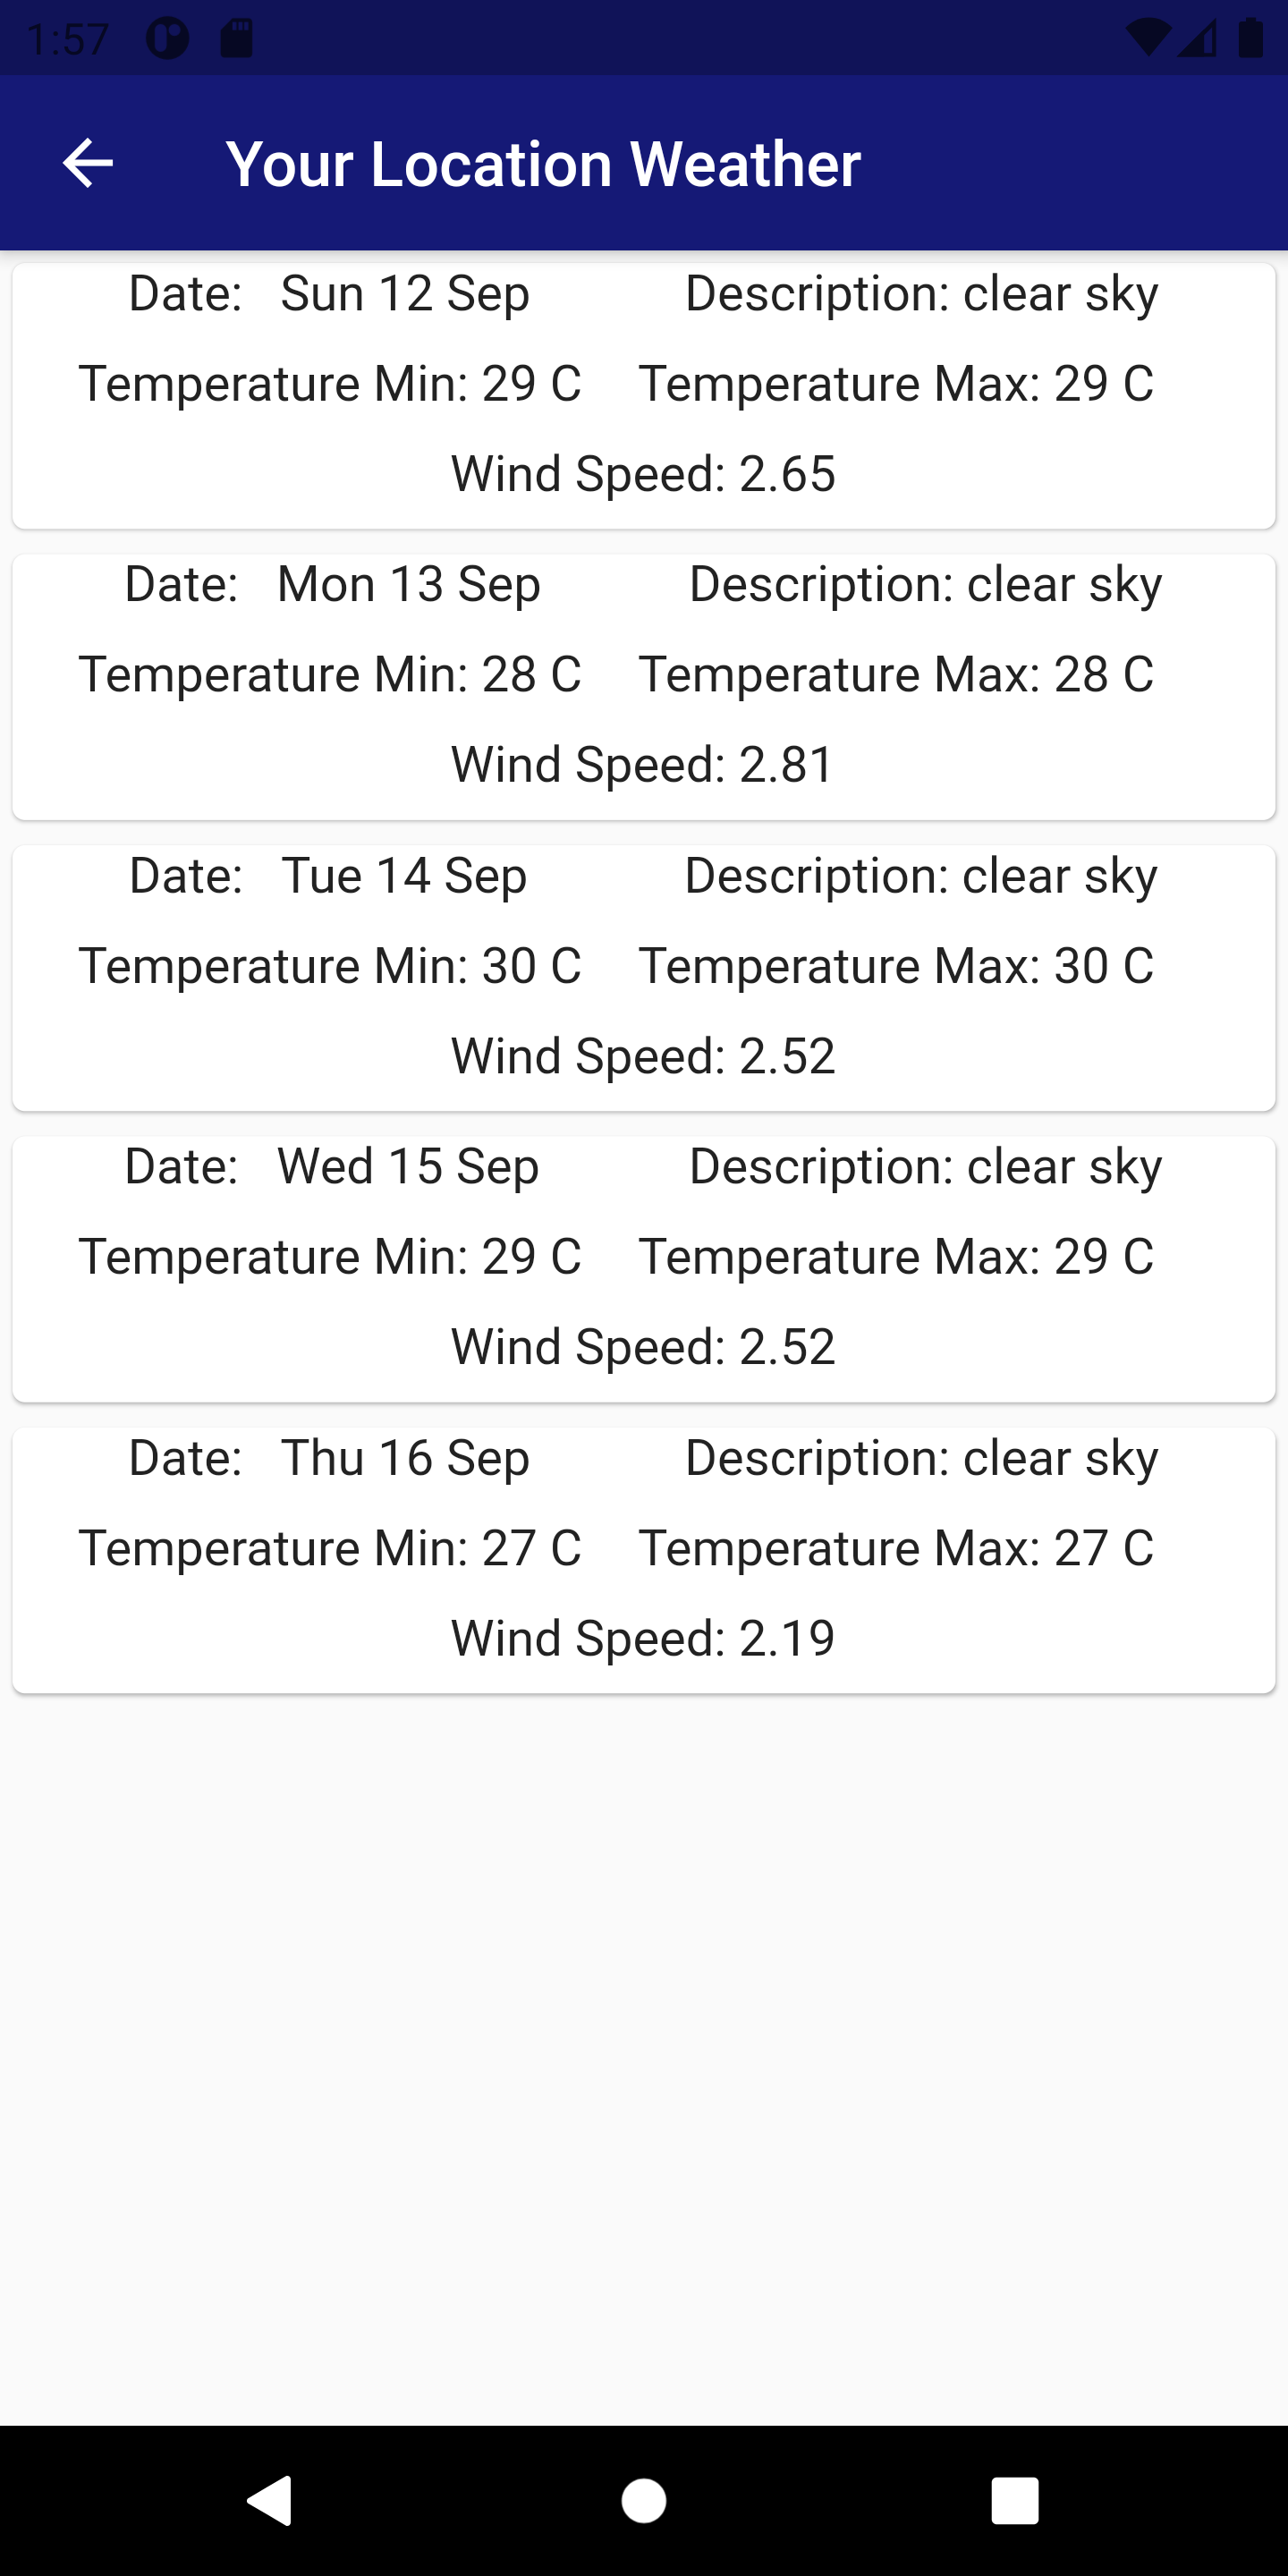 1:57
Your Location Weather
Date: Sun 12 Sep Description: clear sky
Temperature Min: 29 C Temperature Max: 29 C
Wind Speed: 2.65
Date: Mon 13 Sep Description: clear sky
Temperature Min: 28 C Temperature Max: 28 C
Wind Speed: 2.81
Date: Tue 14 Sep Description: clear sky
Temperature Min: 30 C Temperature Max: 30 C
Wind Speed: 2.52
Date: Wed 15 Sep Description: clear sky
Temperature Min: 29 C Temperature Max: 29 C
Wind Speed: 2.52
Date: Thu 16 Sep Description: clear sky
Temperature Min: 27 C Temperature Max: 27 C
Wind Speed: 2.19